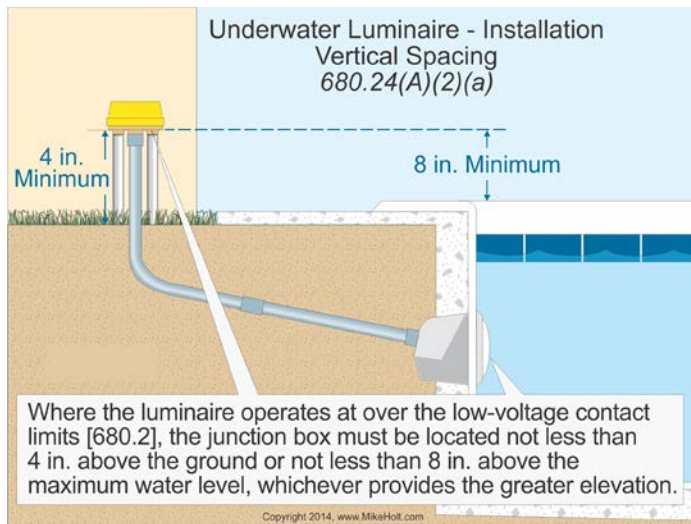 Underwater Luminaire - Installation
Vertical Spacing
680.24(A)(2)(a)
4 in.
Minimum
8 in. Minimum
Where the luminaire operates at over the low-voltage contact
limits [680.2], the junction box must be located not less than
4 in. above the ground or not less than 8 in. above the
maximum water level, whichever provides the greater elevation.
Copyright 2014, www.MikeHolt.com